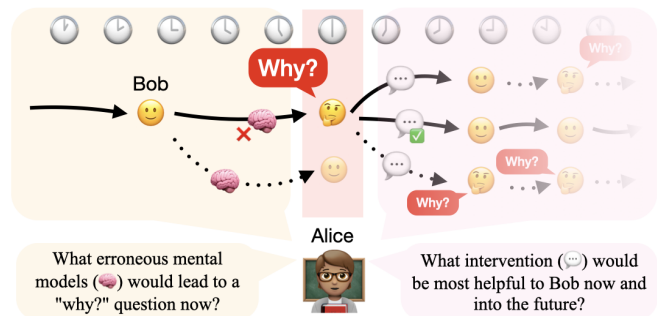 Why?
Bob
Why?
Why?
Why?
Alice
What erroneous mental
models (🧠) would lead to a
"why?" question now?
What intervention (💬) would
be most helpful to Bob now and
into the future?